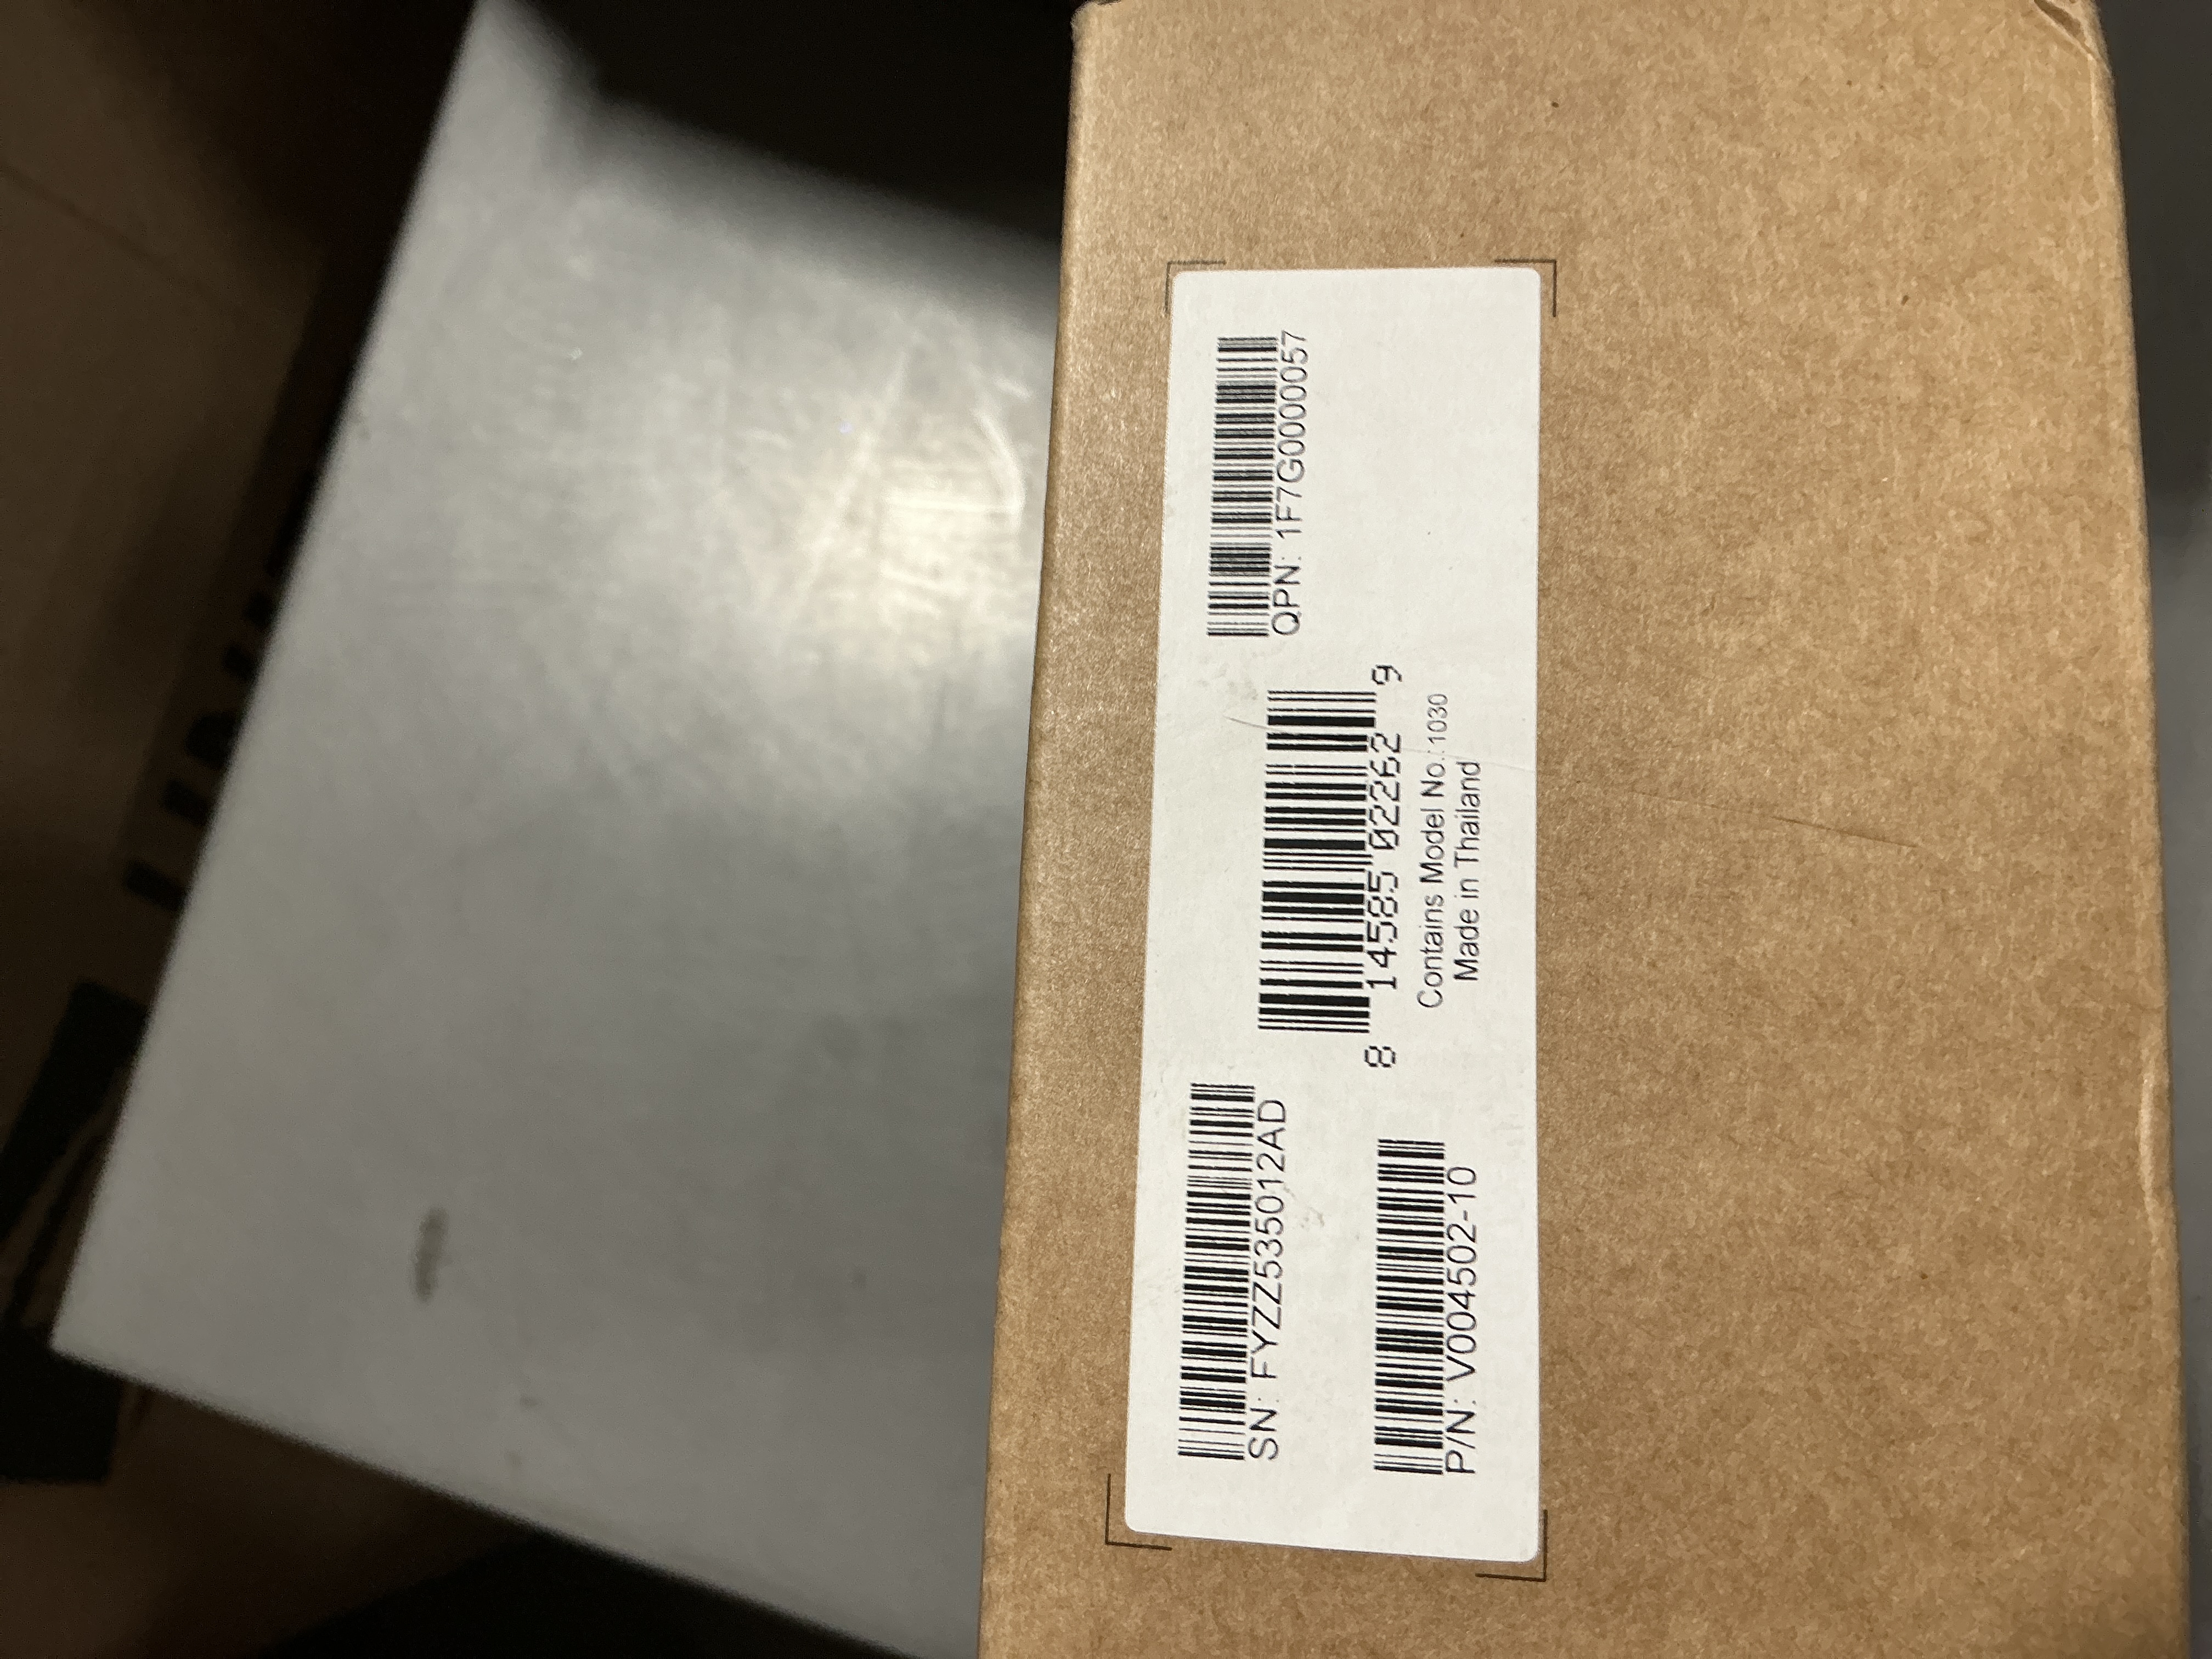 SN: FYZZ535012AD
P/N: V004502-10
8 14585 02262 9
Contains Model No.:1030
Made in Thailand
QPN: 1F7G0000057